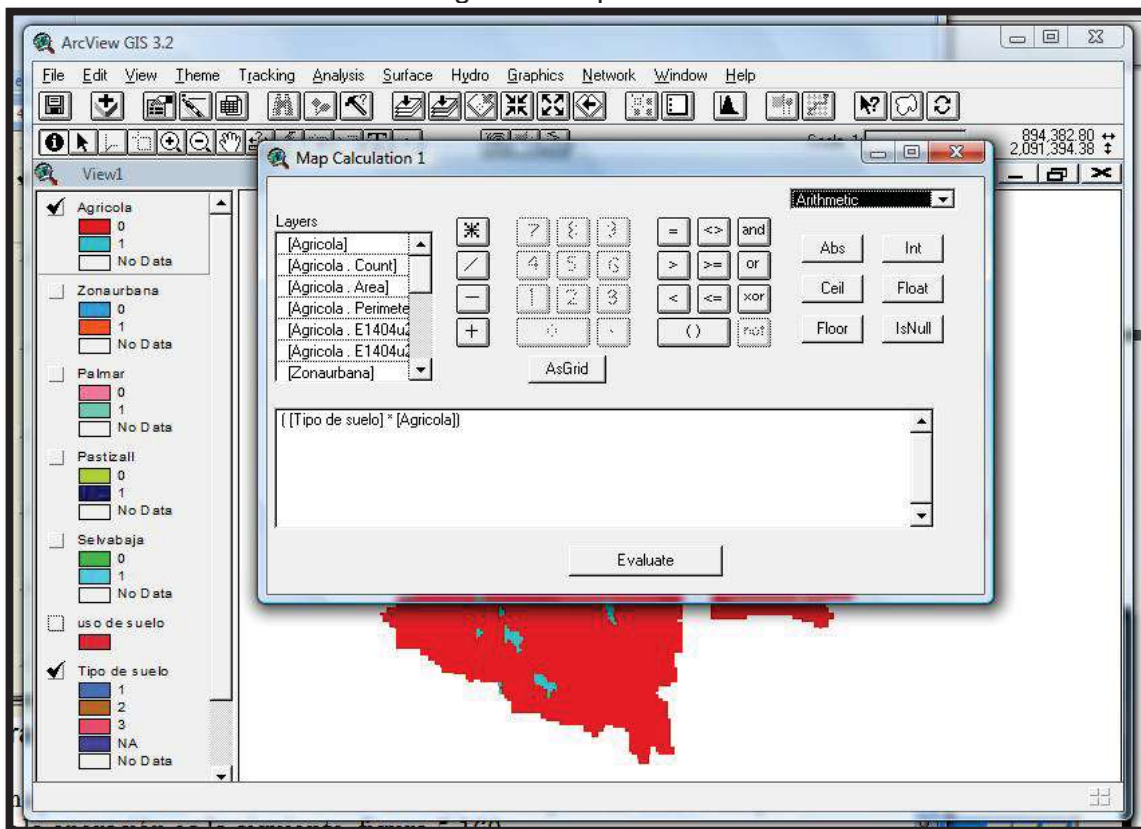 ArcView GIS 3.2
File Edit View Theme Tracking Analysis Surface Hydro Graphics Network Window Help
894,382.80
2,091,394.38
View1
Agricola
0
1
No Data
Zonaurbana
0
1
No Data
Palmar
0
1
No Data
Pastizall
0
1
No Data
Selvabaja
0
1
No Data
uso de suelo
Tipo de suelo
1
2
3
NA
No Data
Map Calculation 1
Layers
[Agricola]
[Agricola . Count]
[Agricola . Area]
[Agricola . Perimete
[Agricola . E1404u2
[Agricola . E1404u2
[Zonaurbana]
7 8 9
4 5 6
1 2 3
0 .
AsGrid
= <> and
> >= or
< <= xor
() not
Arithmetic
Abs Int
Ceil Float
Floor IsNull
( [Tipo de suelo] * [Agricola])
Evaluate